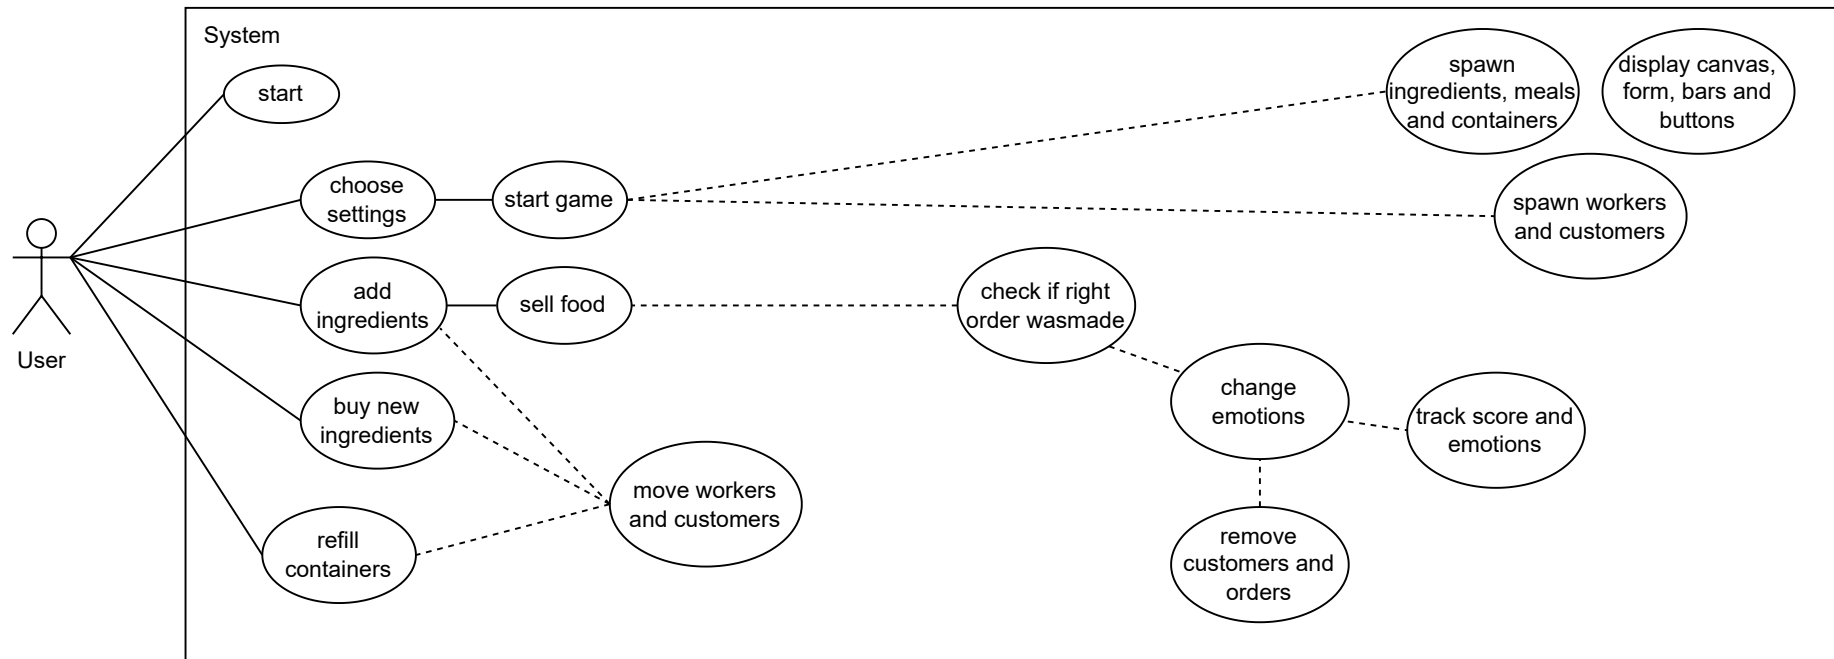 System
start
spawn
ingredients, meals
and containers
display canvas,
form, bars and
buttons
choose
settings
start game
spawn workers
and customers
User
add
ingredients
sell food
check if right
order wasmade
change
emotions
track score and
emotions
buy new
ingredients
move workers
and customers
refill
containers
remove
customers and
orders